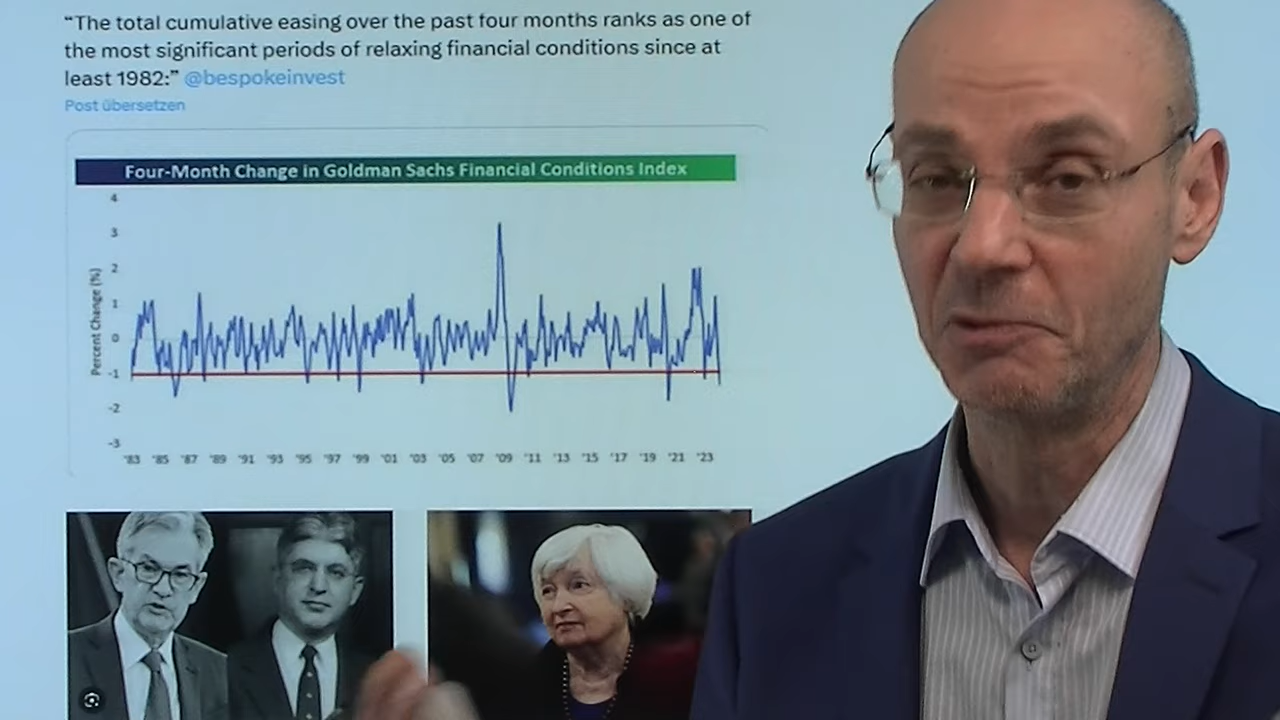 “The total cumulative easing over the past four months ranks as one of
the most significant periods of relaxing financial conditions since at
least 1982:” @bespokeinvest
Post übersetzen
Four-Month Change in Goldman Sachs Financial Conditions Index
Percent Change (%)
4
3
2
1
0
-1
-2
-3
'83 '85 '87 '89 '91 '93 '95 '97 '99 '01 '03 '05 '07 '09 '11 '13 '15 '17 '19 '21 '23